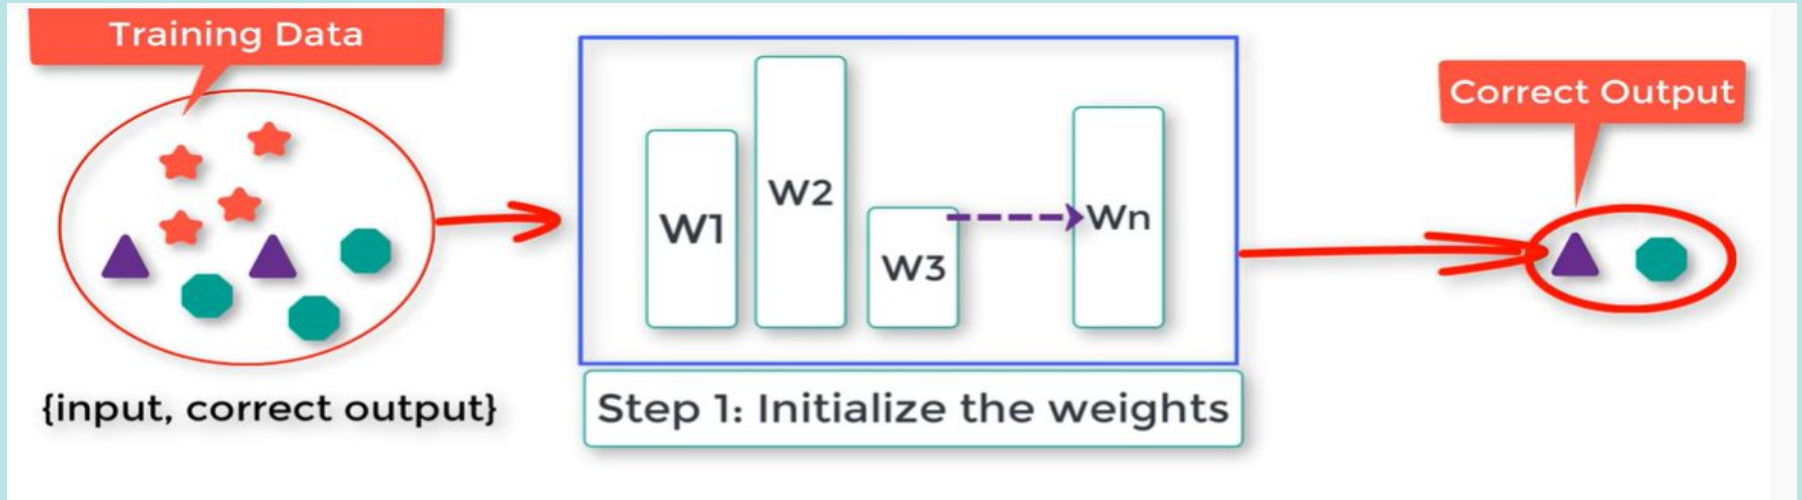 Training Data
{input, correct output}
W1
W2
W3
Wn
Step 1: Initialize the weights
Correct Output